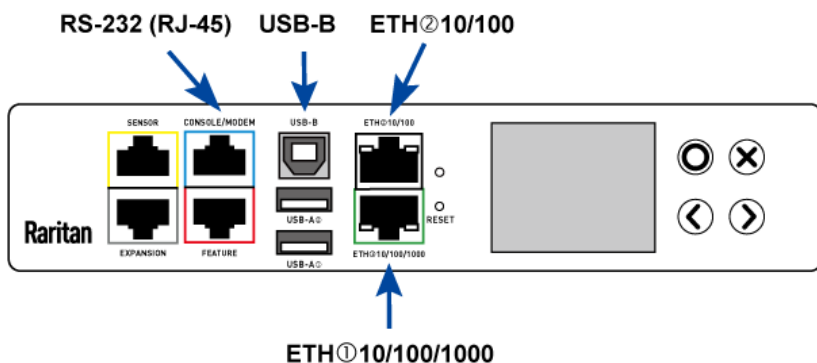 RS-232 (RJ-45) USB-B ETH②10/100
SENSOR CONSOLE/MODEM USB-B ETH②10/100
USB-A②
RESET
Raritan
EXPANSION FEATURE USB-A① ETH①10/100/1000
ETH①10/100/1000